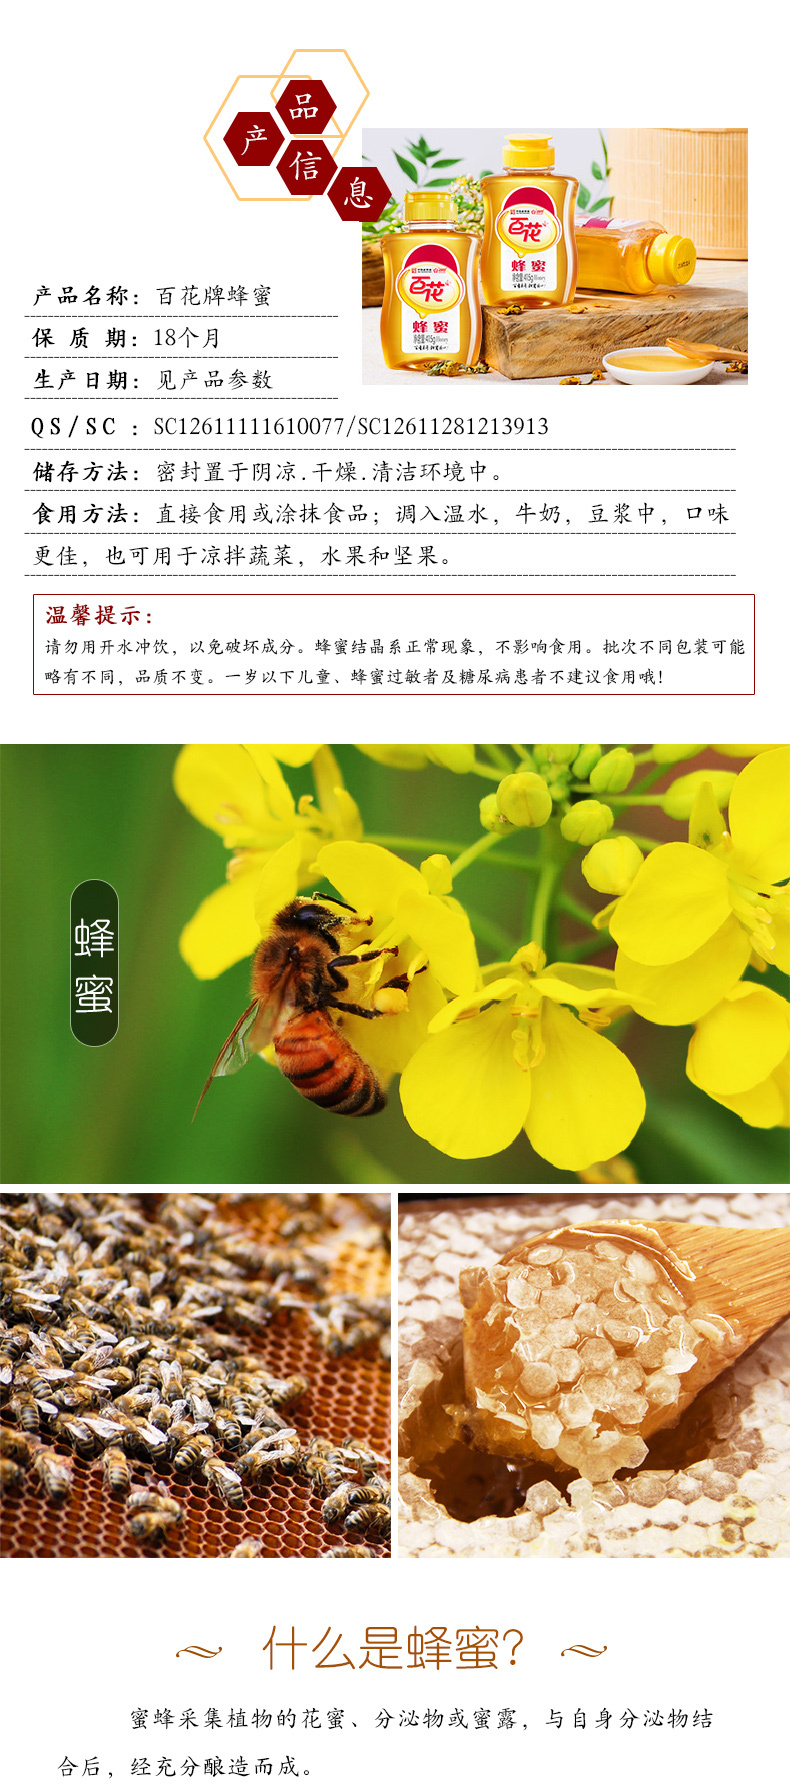 产品信息
百花
蜂蜜
净含量:415g
百花
蜂蜜
净含量:415g
产品名称：百花牌蜂蜜
保 质 期：18个月
生产日期：见产品参数
QS/SC ：SC12611111610077/SC12611281213913
储存方法：密封置于阴凉.干燥.清洁环境中。
食用方法：直接食用或涂抹食品；调入温水，牛奶，豆浆中，口味
更佳，也可用于凉拌蔬菜，水果和坚果。
温馨提示：
请勿用开水冲饮，以免破坏成分。蜂蜜结晶系正常现象，不影响食用。批次不同包装可能
略有不同，品质不变。一岁以下儿童、蜂蜜过敏者及糖尿病患者不建议食用哦！
蜂蜜
什么是蜂蜜？
蜜蜂采集植物的花蜜、分泌物或蜜露，与自身分泌物结
合后，经充分酿造而成。